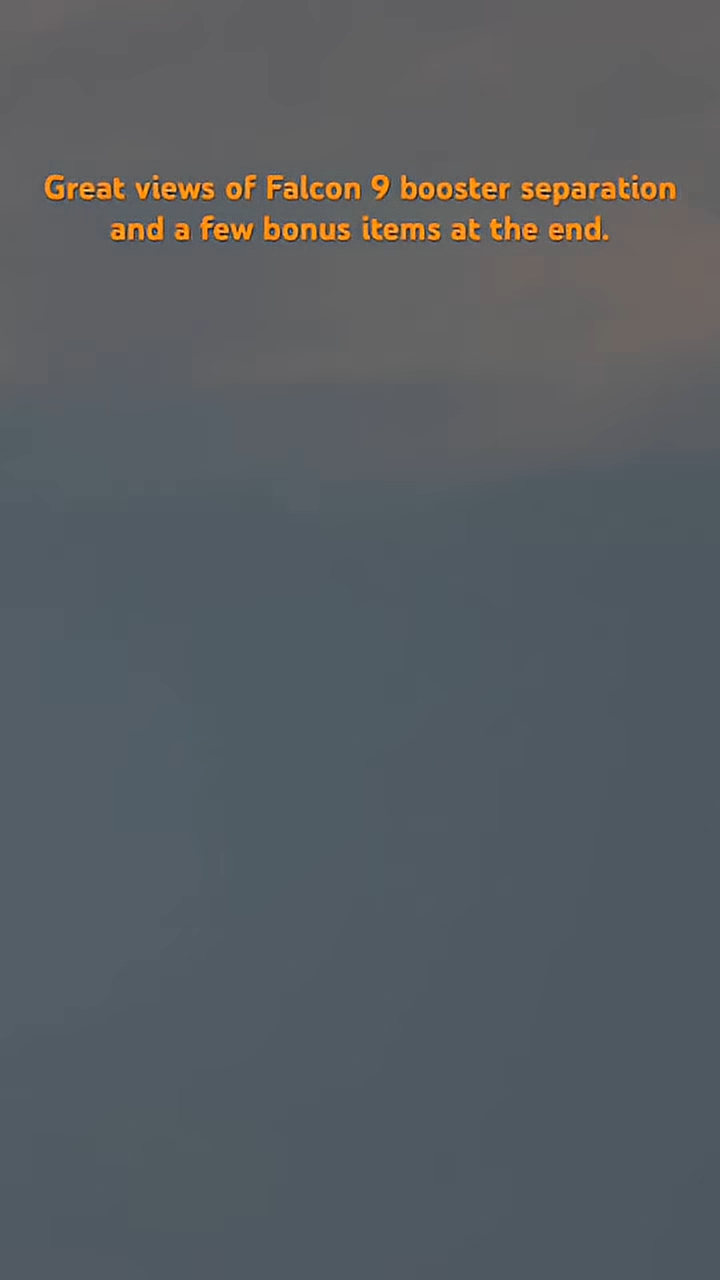 Great views of Falcon 9 booster separation
and a few bonus items at the end.